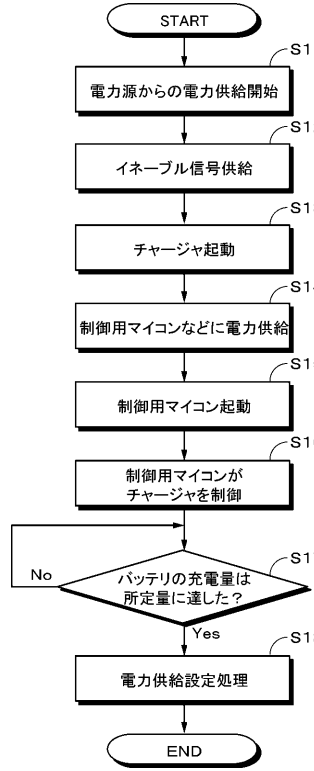 START
S1
電力源からの電力供給開始
S1
イネーブル信号供給
S1
チャージャ起動
S1
制御用マイコンなどに電力供給
S1
制御用マイコン起動
S1
制御用マイコンが
チャージャを制御
S1
バッテリの充電量は
所定量に達した?
No
Yes
S1
電力供給設定処理
END